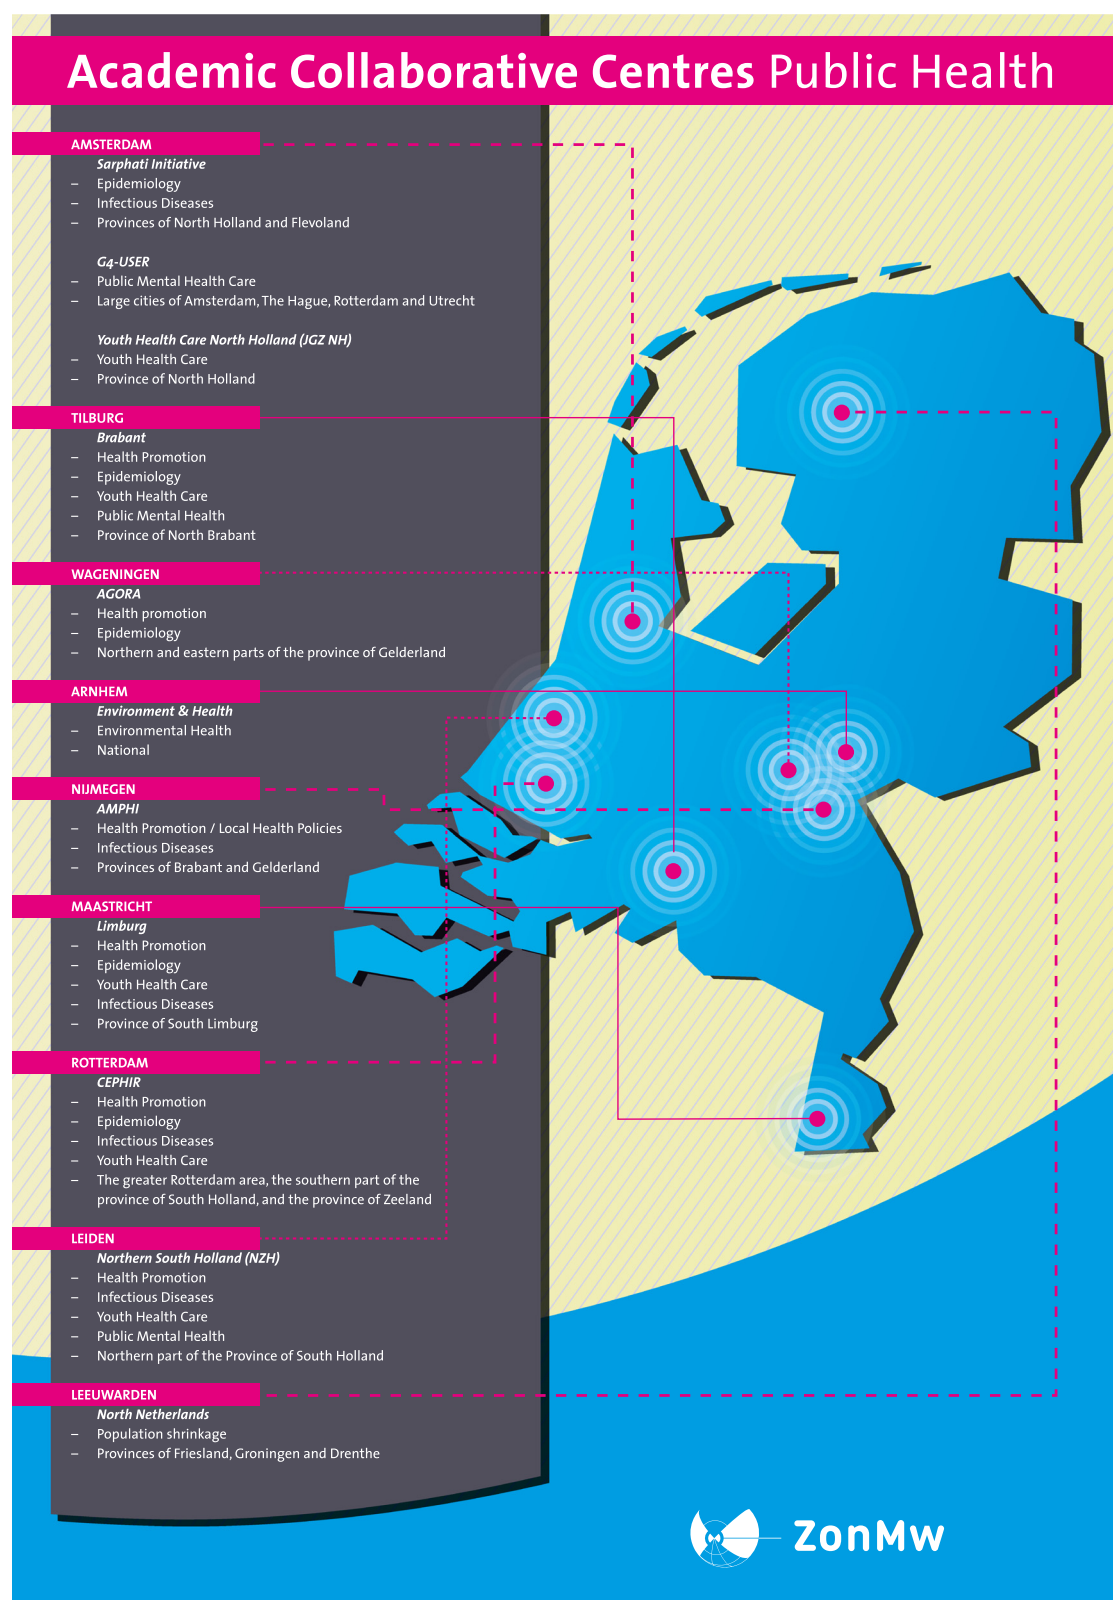 Academic Collaborative Centres Public Health
AMSTERDAM
Sarphati Initiative
– Epidemiology
– Infectious Diseases
– Provinces of North Holland and Flevoland
G4-USER
– Public Mental Health Care
– Large cities of Amsterdam, The Hague, Rotterdam and Utrecht
Youth Health Care North Holland (JGZ NH)
– Youth Health Care
– Province of North Holland
TILBURG
Brabant
– Health Promotion
– Epidemiology
– Youth Health Care
– Public Mental Health
– Province of North Brabant
WAGENINGEN
AGORA
– Health promotion
– Epidemiology
– Northern and eastern parts of the province of Gelderland
ARNHEM
Environment & Health
– Environmental Health
– National
NIJMEGEN
AMPHI
– Health Promotion / Local Health Policies
– Infectious Diseases
– Provinces of Brabant and Gelderland
MAASTRICHT
Limburg
– Health Promotion
– Epidemiology
– Youth Health Care
– Infectious Diseases
– Province of South Limburg
ROTTERDAM
CEPHIR
– Health Promotion
– Epidemiology
– Infectious Diseases
– Youth Health Care
– The greater Rotterdam area, the southern part of the
province of South Holland, and the province of Zeeland
LEIDEN
Northern South Holland (NZH)
– Health Promotion
– Infectious Diseases
– Youth Health Care
– Public Mental Health
– Northern part of the Province of South Holland
LEEUWARDEN
North Netherlands
– Population shrinkage
– Provinces of Friesland, Groningen and Drenthe
ZonMw